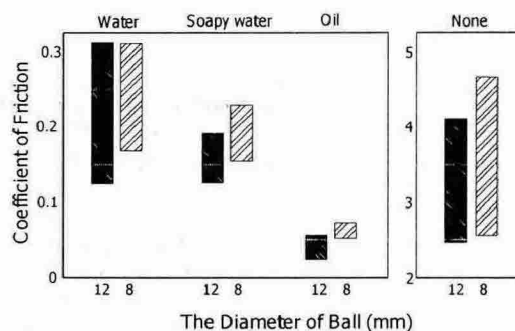 Water Soapy water Oil None
0.3
0.2
0.1
0
5
4
3
2
Coefficient of Friction
12 8 12 8 12 8 12 8
The Diameter of Ball (mm)